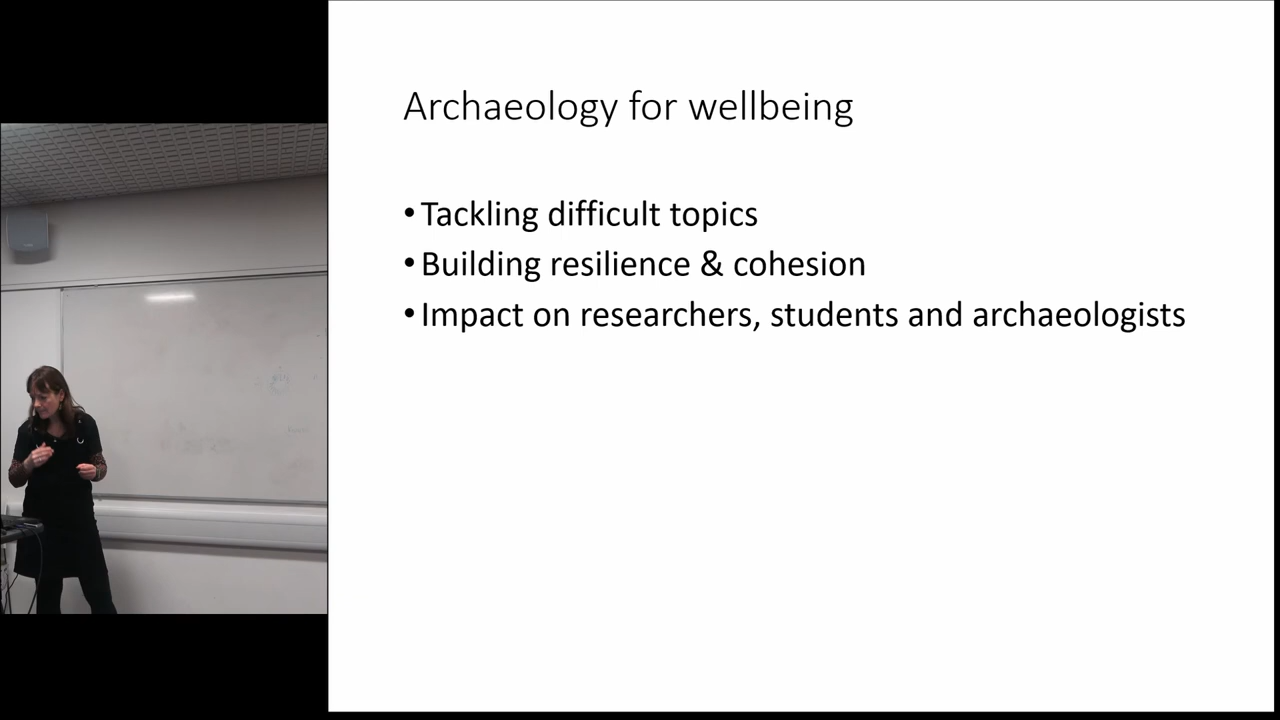 Archaeology for wellbeing
•Tackling difficult topics
•Building resilience & cohesion
•Impact on researchers, students and archaeologists